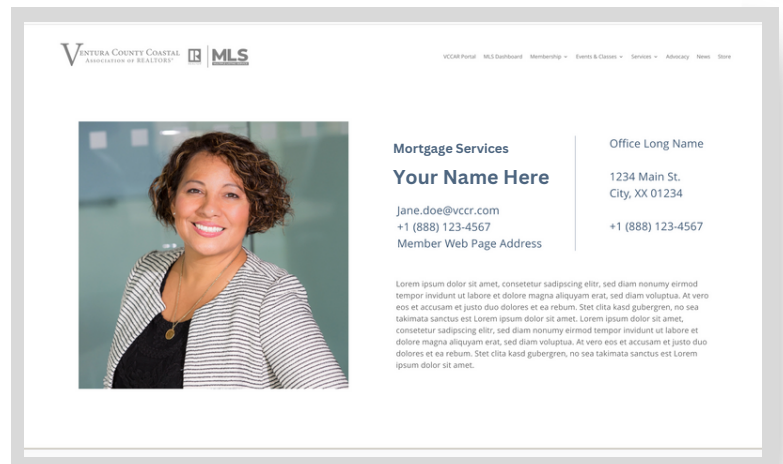 VENTURA COUNTY COASTAL
ASSOCIATION OF REALTORS®
R
MLS
VCCAR Portal MLS Dashboard Membership Events & Classes Services Advocacy News Store
Mortgage Services
Your Name Here
Jane.doe@vccr.com
+1 (888) 123-4567
Member Web Page Address
Office Long Name
1234 Main St.
City, XX 01234
+1 (888) 123-4567
Lorem ipsum dolor sit amet, consetetur sadipscing elitr, sed diam nonumy eirmod
tempor invidunt ut labore et dolore magna aliquyam erat, sed diam voluptua. At vero
eos et accusam et justo duo dolores et ea rebum. Stet clita kasd gubergren, no sea
takimata sanctus est Lorem ipsum dolor sit amet. Lorem ipsum dolor sit amet,
consetetur sadipscing elitr, sed diam nonumy eirmod tempor invidunt ut labore et
dolore magna aliquyam erat, sed diam voluptua. At vero eos et accusam et justo duo
dolores et ea rebum. Stet clita kasd gubergren, no sea takimata sanctus est Lorem
ipsum dolor sit amet.